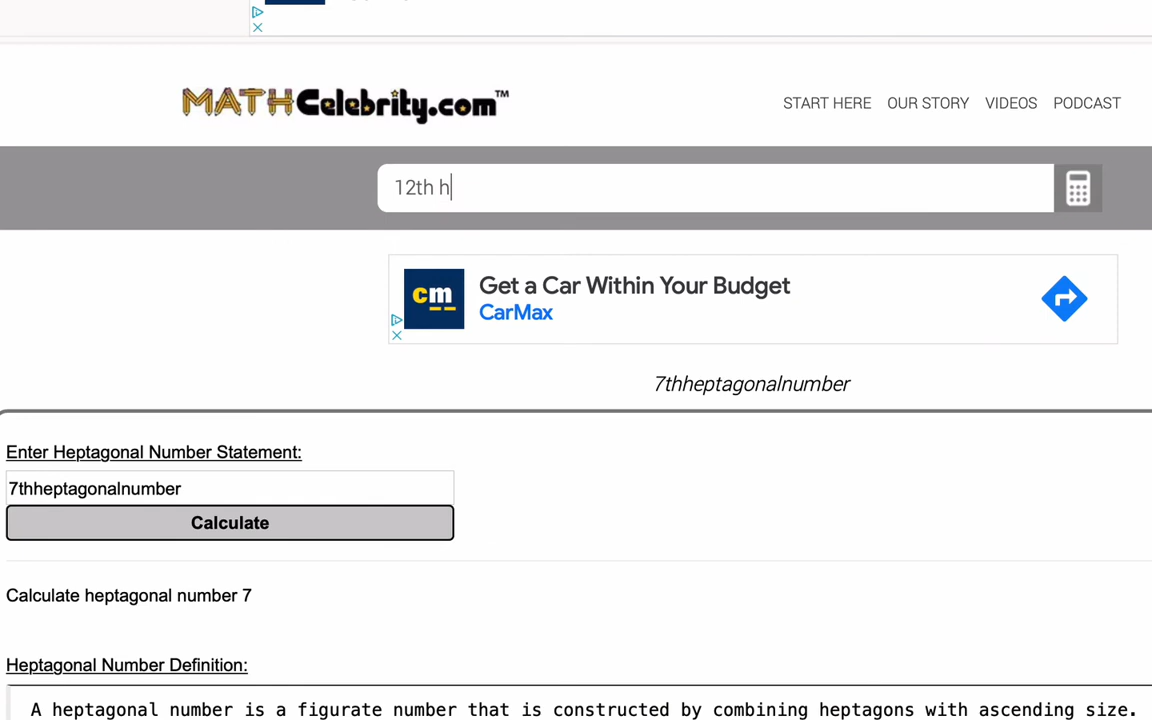 MATHCelebrity.com™
START HERE OUR STORY VIDEOS PODCAST
12th h
cm
Get a Car Within Your Budget
CarMax
7thheptagonalnumber
Enter Heptagonal Number Statement:
7thheptagonalnumber
Calculate
Calculate heptagonal number 7
Heptagonal Number Definition:
A heptagonal number is a figurate number that is constructed by combining heptagons with ascending size.